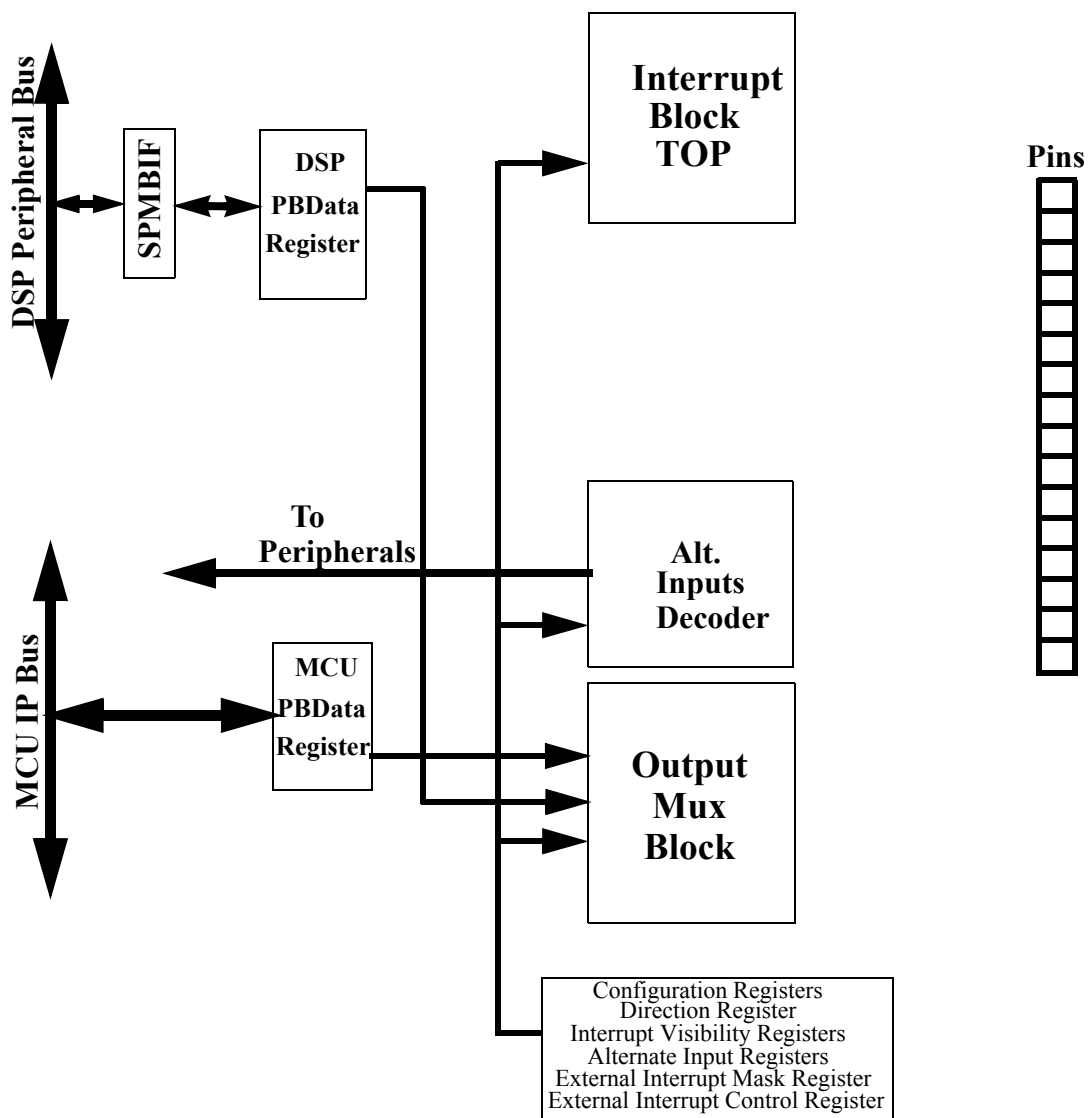 DSP Peripheral Bus
SPMBIF
DSP
PBData
Register
Interrupt
Block
TOP
Pins
To
Peripherals
Alt.
Inputs
Decoder
MCU IP Bus
MCU
PBData
Register
Output
Mux
Block
Configuration Registers
Direction Register
Interrupt Visibility Registers
Alternate Input Registers
External Interrupt Mask Register
External Interrupt Control Register